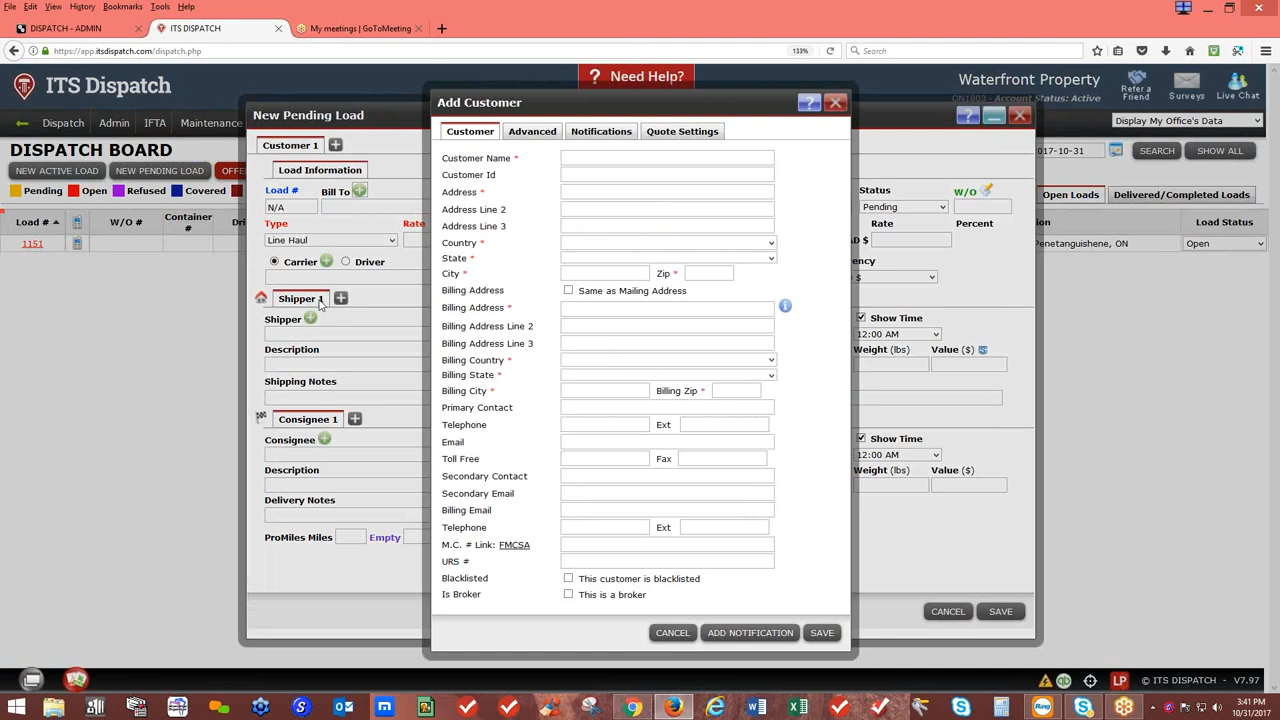 File Edit View History Bookmarks Tools Help
DISPATCH - ADMIN
ITS DISPATCH
My meetings | GoToMeeting
https://app.itsdispatch.com/dispatch.php
133%
Search
ITS Dispatch
? Need Help?
Waterfront Property
Account Status: Active
Refer a Friend
Surveys
Live Chat
Dispatch Admin IFTA Maintenance
Display My Office's Data
DISPATCH BOARD
2017-10-31
SEARCH
SHOW ALL
NEW ACTIVE LOAD
NEW PENDING LOAD
Pending Open Refused Covered
Open Loads
Delivered/Completed Loads
Load #
W/O #
Container #
Load Status
1151
Penetanguishene, ON
Open
New Pending Load
Customer 1
Load Information
Load #
Bill To
N/A
Type
Rate
Line Haul
Carrier
Driver
Shipper 1
Shipper
Description
Shipping Notes
Consignee 1
Consignee
Description
Delivery Notes
ProMiles Miles
Empty
Status
W/O
Pending
Rate
Percent
Show Time
12:00 AM
Weight (lbs)
Value ($)
Show Time
12:00 AM
Weight (lbs)
Value ($)
CANCEL
SAVE
Add Customer
Customer
Advanced
Notifications
Quote Settings
Customer Name *
Customer Id
Address *
Address Line 2
Address Line 3
Country *
State *
City *
Zip *
Billing Address
Same as Mailing Address
Billing Address *
Billing Address Line 2
Billing Address Line 3
Billing Country *
Billing State *
Billing City *
Billing Zip *
Primary Contact
Telephone
Ext
Email
Toll Free
Fax
Secondary Contact
Secondary Email
Billing Email
Telephone
Ext
M.C. # Link: FMCSA
URS #
Blacklisted
This customer is blacklisted
Is Broker
This is a broker
CANCEL
ADD NOTIFICATION
SAVE
LP
© ITS DISPATCH - V7.97
3:41 PM
10/31/2017